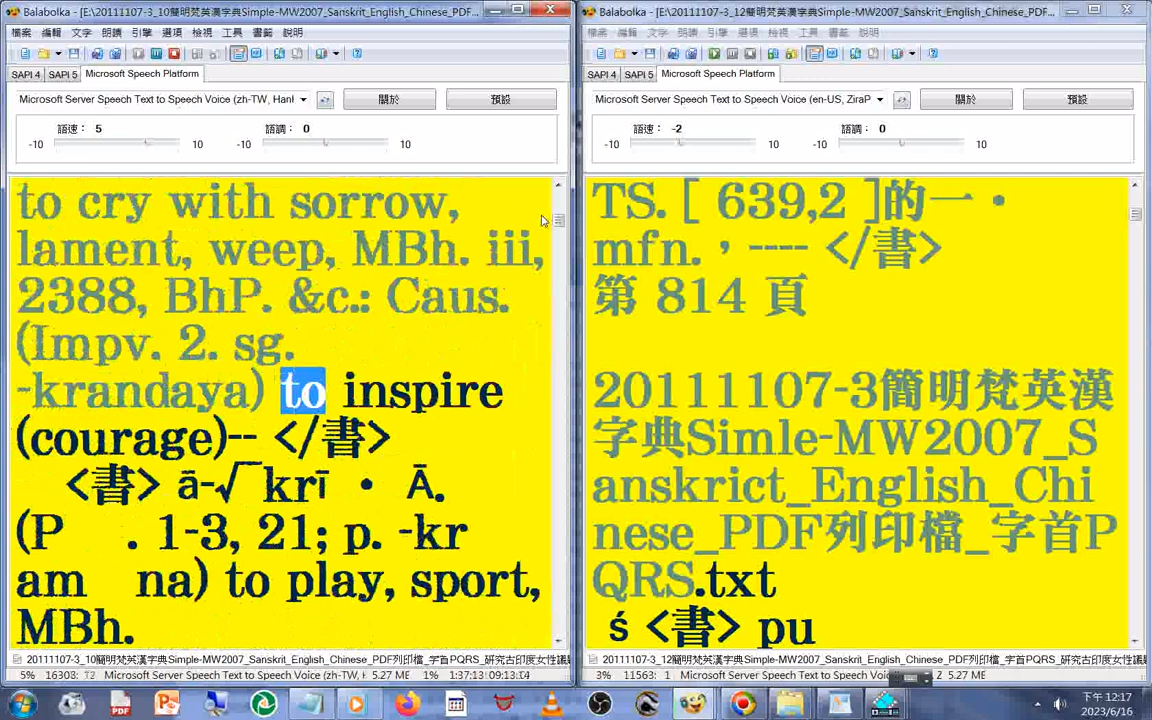 Balabolka - [E:\20111107-3_10簡明梵英漢字典Simple-MW2007_Sanskrit_English_Chinese_PDF...
檔案 編輯 文字 朗讀 引擎 選項 檢視 工具 書籤 說明
SAPI 4 SAPI 5 Microsoft Speech Platform
Microsoft Server Speech Text to Speech Voice (zh-TW, Hanl
關於
預設
語速： 5 語調： 0
-10 10 -10 10
to cry with sorrow,
lament, weep, MBh. iii,
2388, BhP. &c.: Caus.
(Impv. 2. sg.
-krandaya) to inspire
(courage)-- </書>
<書> ā-√krī • Ā.
(P . 1-3, 21; p. -kr
am na) to play, sport,
MBh.
20111107-3_10簡明梵英漢字典Simple-MW2007_Sanskrit_English_Chinese_PDF列印檔_字首PQRS_研究古印度女性議
5% 16303: 12 Microsoft Server Speech Text to Speech Voice (zh-TW, H 5.27 ME 1% 1:37:13 09:13:04
Balabolka - [E:\20111107-3_12簡明梵英漢字典Simple-MW2007_Sanskrit_English_Chinese_PDF...
檔案 編輯 文字 朗讀 引擎 選項 檢視 工具 書籤 說明
SAPI 4 SAPI 5 Microsoft Speech Platform
Microsoft Server Speech Text to Speech Voice (en-US, ZiraP
關於
預設
語速： -2 語調： 0
-10 10 -10 10
TS. [ 639,2 ]的一‧
mfn.，---- </書>
第 814 頁
20111107-3簡明梵英漢
字典Simle-MW2007_S
anskrict_English_Chi
nese_PDF列印檔_字首P
QRS.txt
ś <書> pu
20111107-3_12簡明梵英漢字典Simple-MW2007_Sanskrit_English_Chinese_PDF列印檔_字首PQRS_研究古印度女性議
3% 11563: 1 Microsoft Server Speech Text to Speech Voice 5.27 ME
下午 12:17
2023/6/16